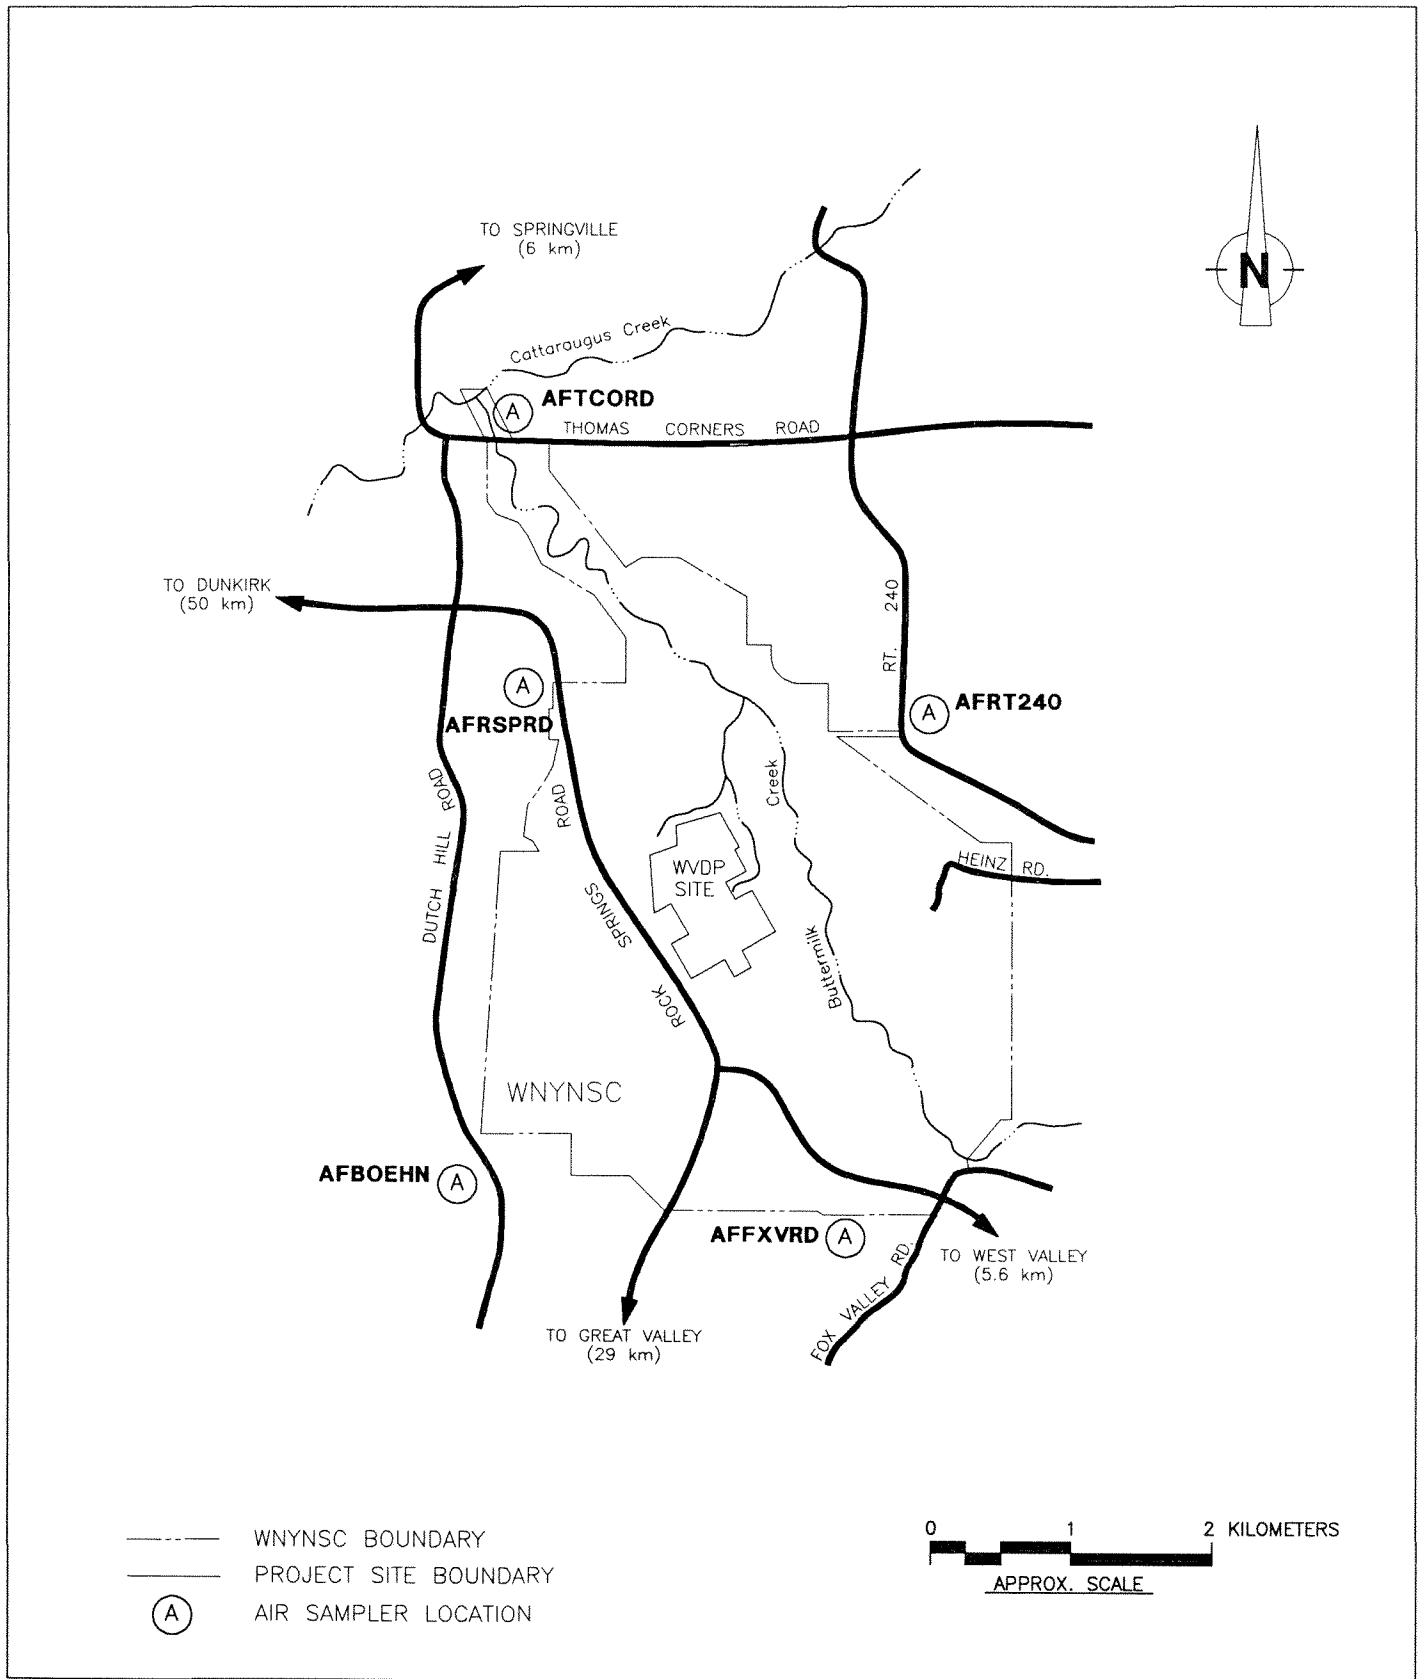 N
TO SPRINGVILLE
(6 km)
Cattaraugus Creek
AFTCORD
A
THOMAS CORNERS ROAD
TO DUNKIRK
(50 km)
RT. 240
A
AFRSPRD
AFRT240
A
DUTCH HILL ROAD
ROCK SPRINGS ROAD
Buttermilk Creek
WVDP
SITE
HEINZ RD.
WNYNSC
AFBOEHN
A
AFFXVRD
A
FOX VALLEY RD.
TO WEST VALLEY
(5.6 km)
TO GREAT VALLEY
(29 km)
WNYNSC BOUNDARY
PROJECT SITE BOUNDARY
A
AIR SAMPLER LOCATION
0 1 2 KILOMETERS
APPROX. SCALE